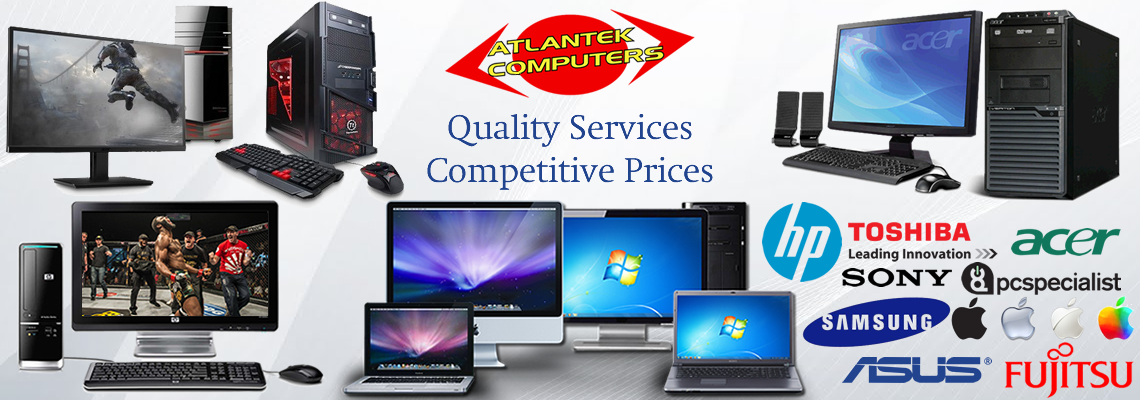 ATLANTEK
COMPUTERS
Quality Services
Competitive Prices
acer
hp
TOSHIBA
Leading Innovation >>>
acer
SONY
pcspecialist
SAMSUNG
ASUS®
FUJITSU